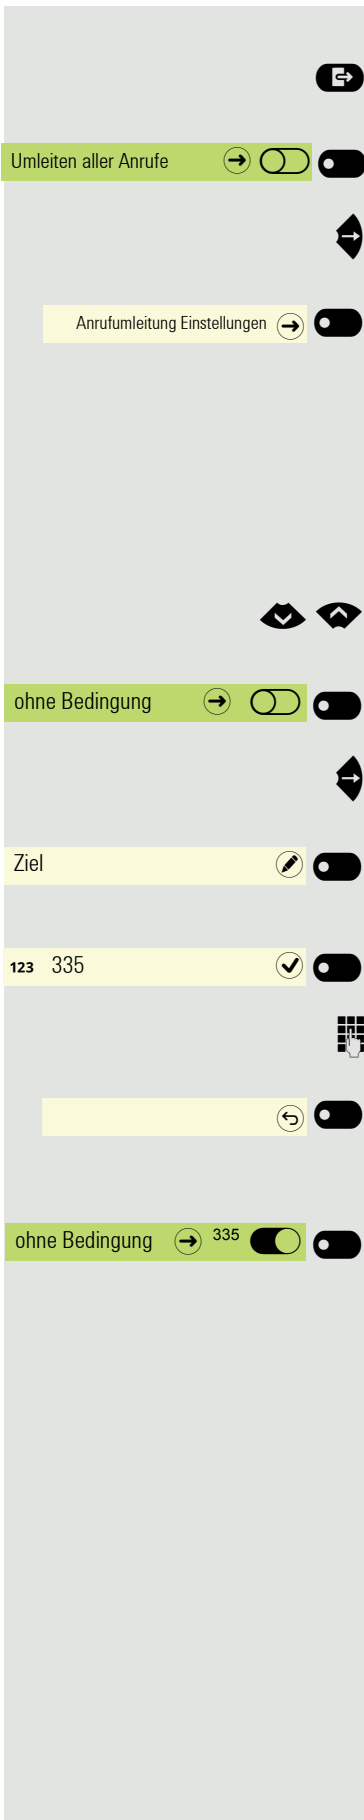 Umleiten aller Anrufe
Anrufumleitung Einstellungen
ohne Bedingung
Ziel
123 335
ohne Bedingung 335